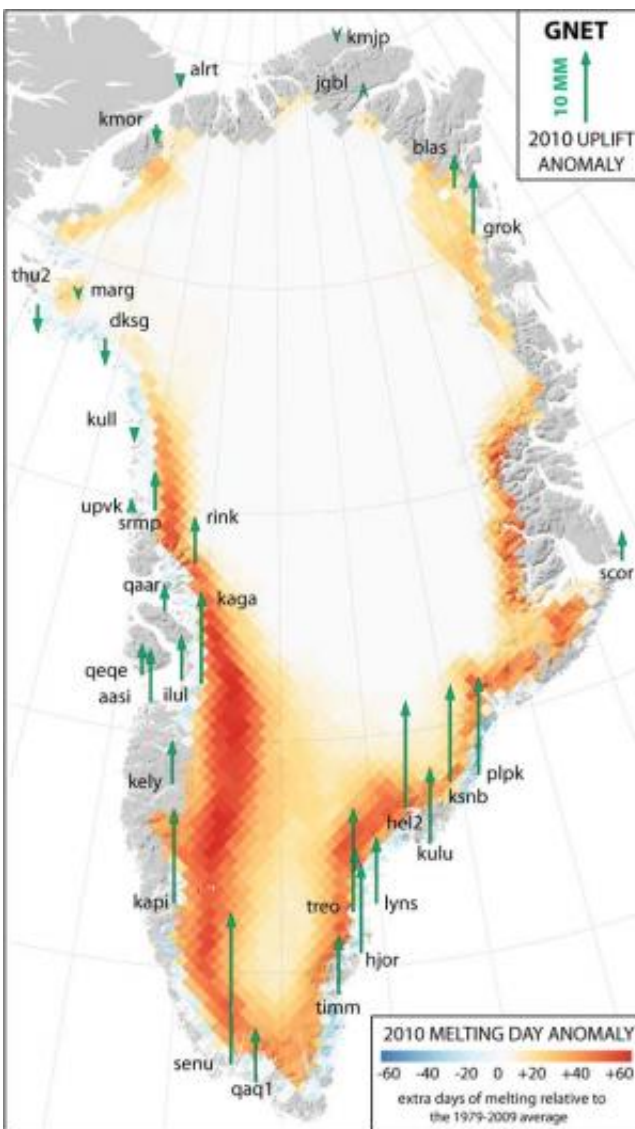 GNET
10 MM
2010 UPLIFT
ANOMALY
kmjp
alrt
jgbl
kmor
blas
grok
thu2
marg
dksg
kull
upvk
srmp
rink
scor
qaar
kaga
qeqe
aasi
ilul
kely
plpk
ksnb
hel2
kulu
kapi
treo
lyns
hjor
timm
senu
qaq1
2010 MELTING DAY ANOMALY
-60 -40 -20 0 +20 +40 +60
extra days of melting relative to
the 1979-2009 average